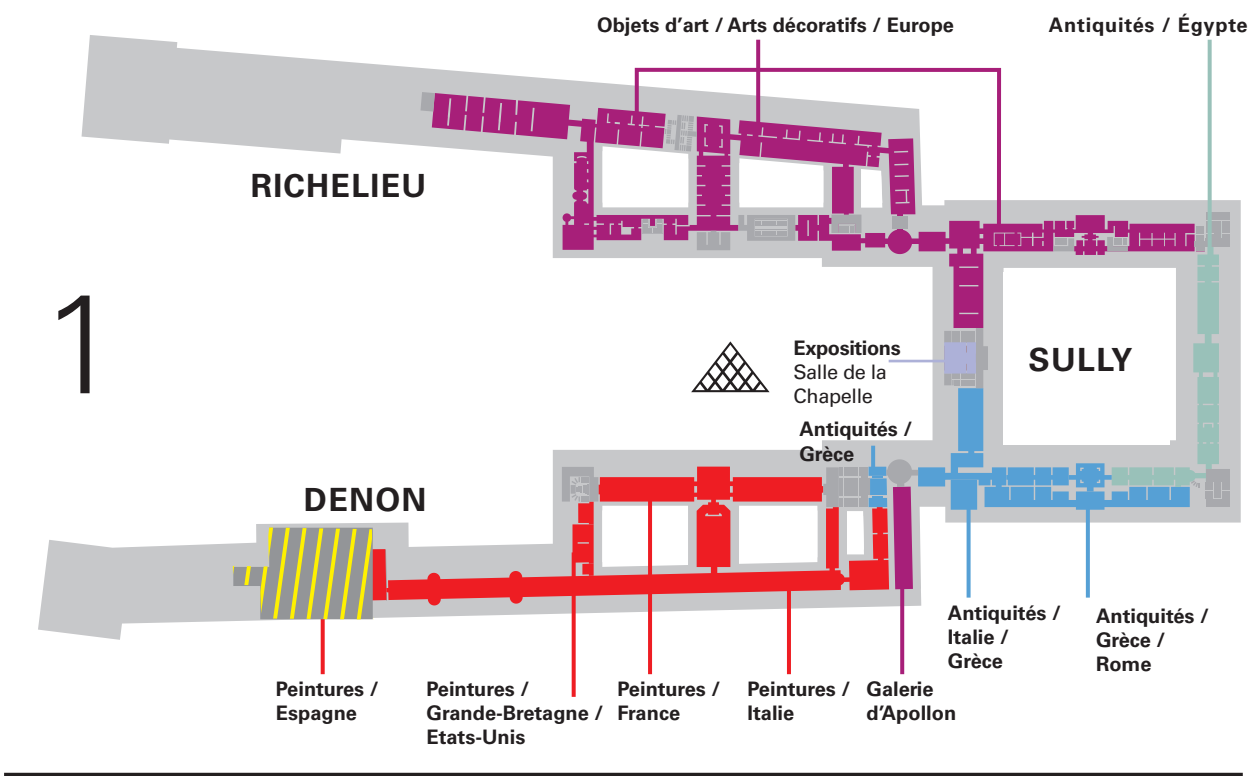 Objets d'art / Arts décoratifs / Europe
Antiquités / Égypte
RICHELIEU
1
Expositions
Salle de la
Chapelle
SULLY
Antiquités /
Grèce
DENON
Antiquités /
Italie /
Grèce
Antiquités /
Grèce /
Rome
Peintures /
Espagne
Peintures /
Grande-Bretagne /
Etats-Unis
Peintures /
France
Peintures /
Italie
Galerie
d'Apollon